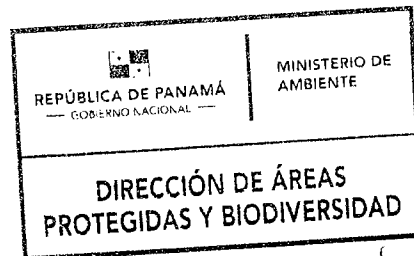 REPÚBLICA DE PANAMÁ
— GOBIERNO NACIONAL —
MINISTERIO DE
AMBIENTE
DIRECCIÓN DE ÁREAS
PROTEGIDAS Y BIODIVERSIDAD